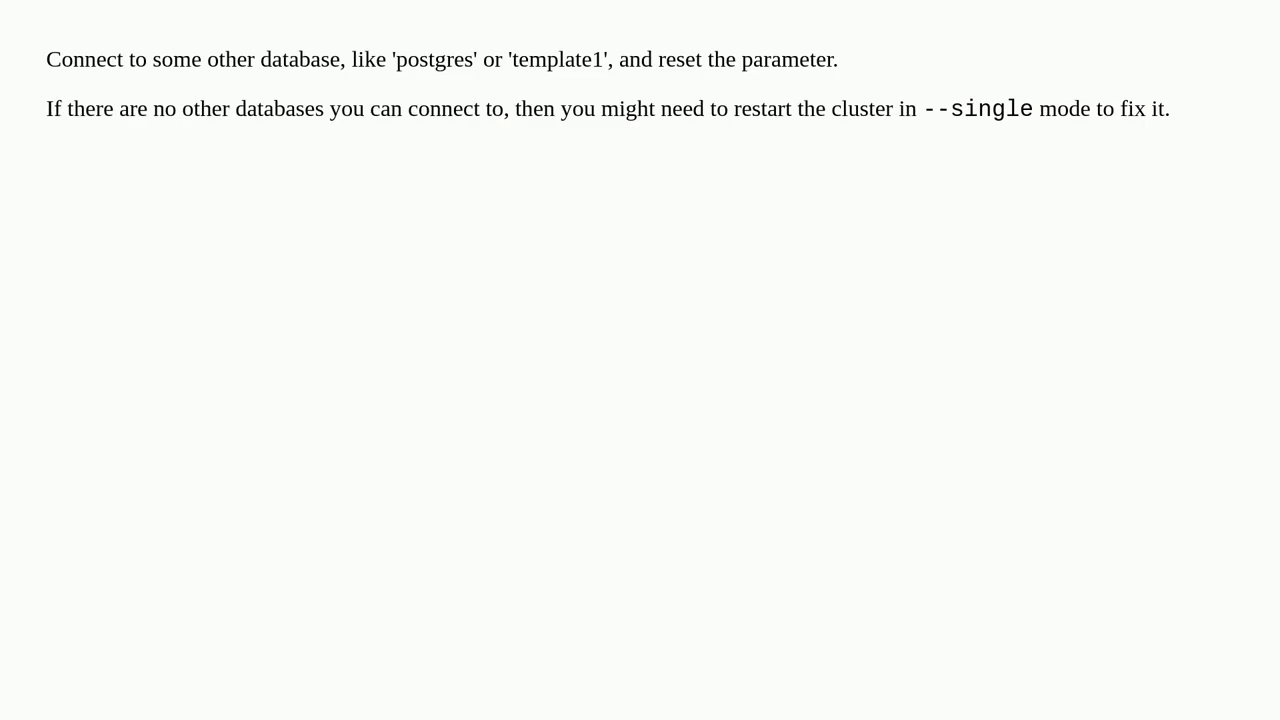 Connect to some other database, like 'postgres' or 'template1', and reset the parameter.
If there are no other databases you can connect to, then you might need to restart the cluster in --single mode to fix it.